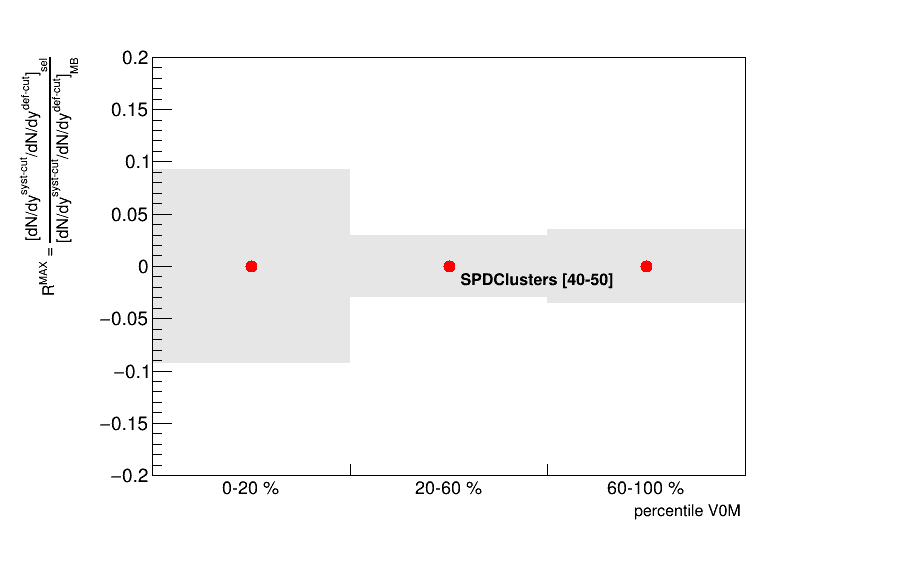 R^MAX = [dN/dy^syst-cut/dN/dy^def-cut]_sel
[dN/dy^syst-cut/dN/dy^def-cut]_MB
0.2
0.15
0.1
0.05
0
−0.05
−0.1
−0.15
−0.2
SPDClusters [40-50]
0-20 % 20-60 % 60-100 %
percentile V0M